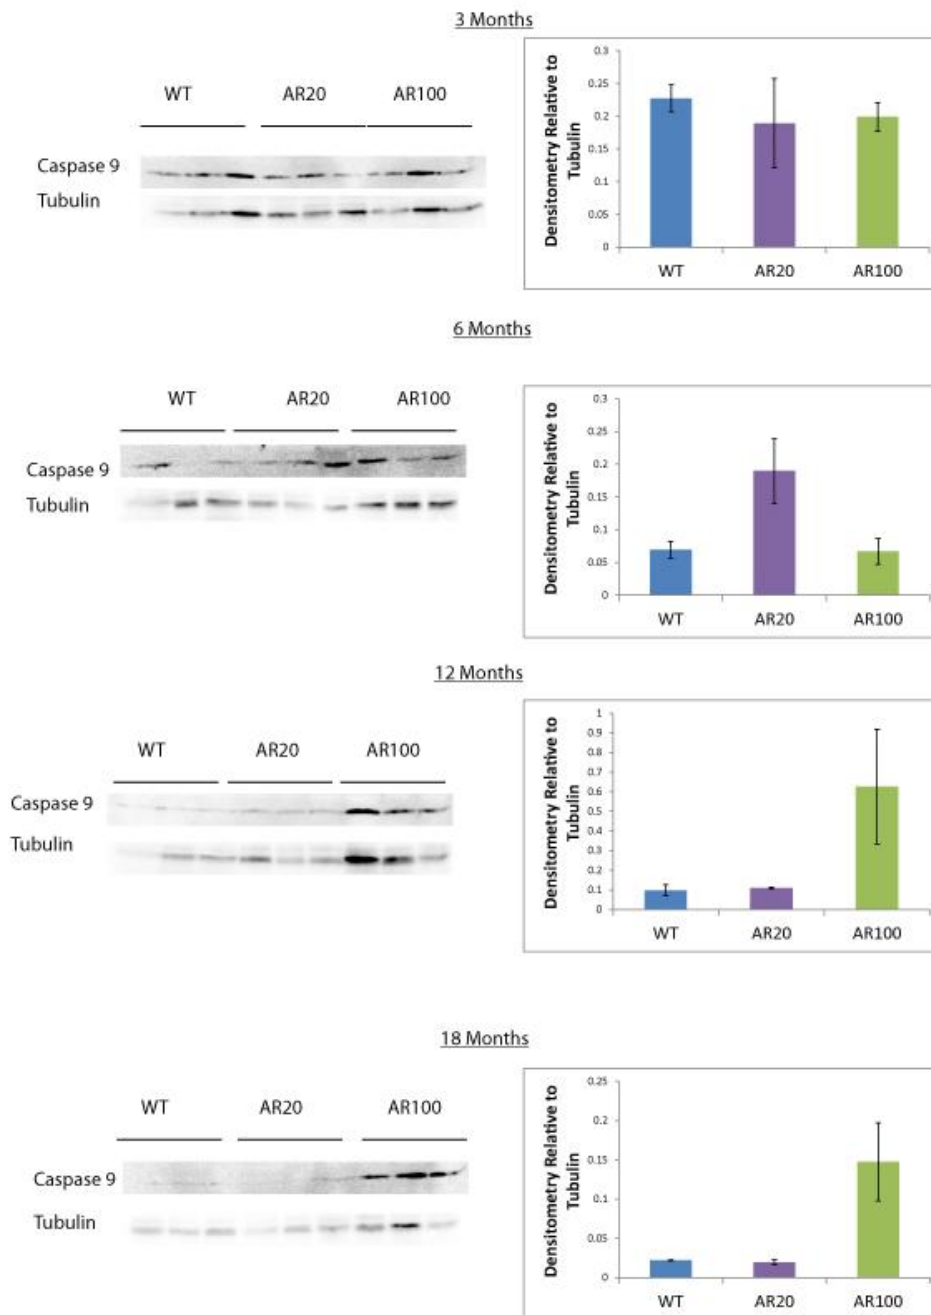 3 Months
WT AR20 AR100
Caspase 9
Tubulin
Densitometry Relative to
Tubulin
0.3
0.25
0.2
0.15
0.1
0.05
0
WT AR20 AR100
6 Months
WT AR20 AR100
Caspase 9
Tubulin
Densitometry Relative to
Tubulin
0.3
0.25
0.2
0.15
0.1
0.05
0
WT AR20 AR100
12 Months
WT AR20 AR100
Caspase 9
Tubulin
Densitometry Relative to
Tubulin
1
0.9
0.8
0.7
0.6
0.5
0.4
0.3
0.2
0.1
0
WT AR20 AR100
18 Months
WT AR20 AR100
Caspase 9
Tubulin
Densitometry Relative to
Tubulin
0.25
0.2
0.15
0.1
0.05
0
WT AR20 AR100